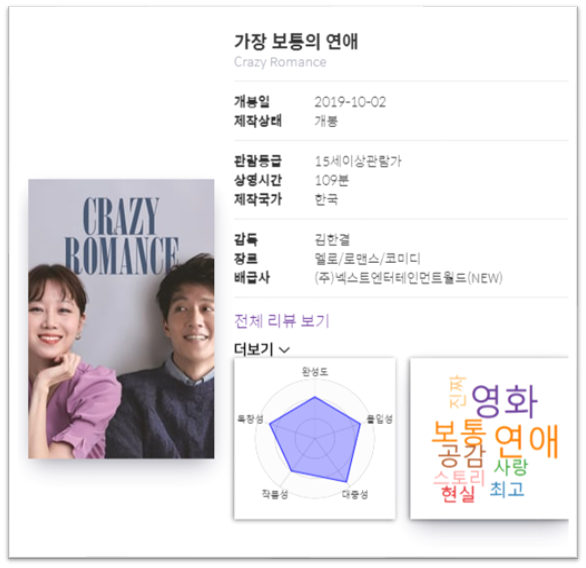 가장 보통의 연애
Crazy Romance
개봉일 2019-10-02
제작상태 개봉
관람등급 15세이상관람가
상영시간 109분
제작국가 한국
감독 김한결
장르 멜로/로맨스/코미디
배급사 (주)넥스트엔터테인먼트월드(NEW)
CRAZY
ROMANCE
전체 리뷰 보기
더보기
완성도
독창성 몰입성
작품성 대중성
진짜 영화
보통 연애
공감 사랑
스토리 최고
현실